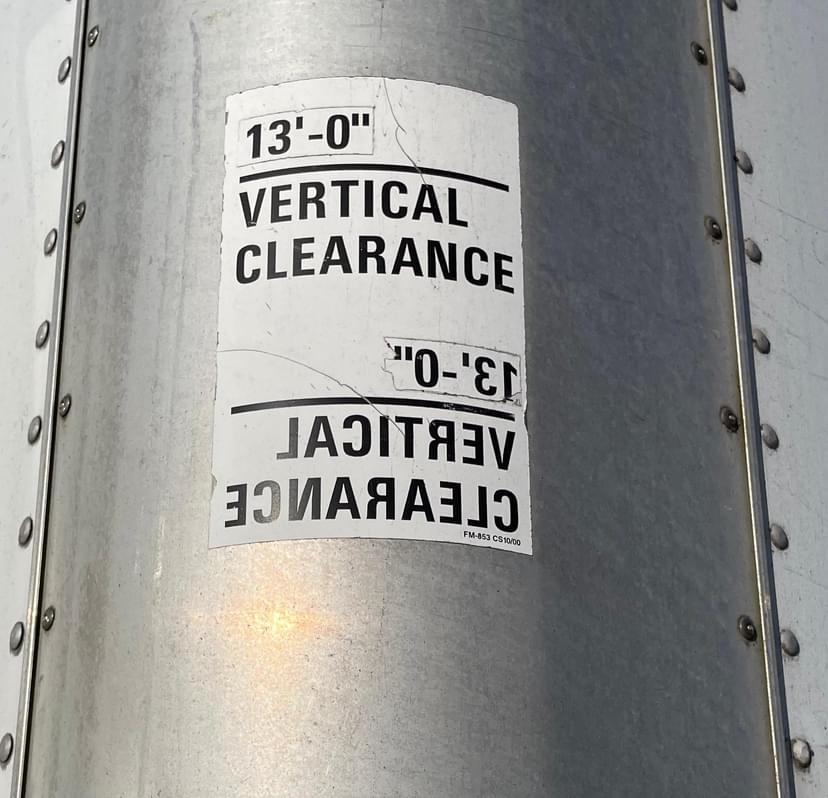 13'-0"
VERTICAL
CLEARANCE
13'-0"
VERTICAL
CLEARANCE
FM-853 CS10/00